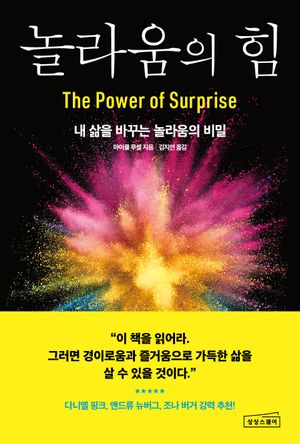 놀라움의 힘
The Power of Surprise
내 삶을 바꾸는 놀라움의 비밀
마이클 루셀 지음 | 김지연 옮김
“이 책을 읽어라.
그러면 경이로움과 즐거움으로 가득한 삶을
살 수 있을 것이다.”
★★★★★
다니엘 핑크, 앤드류 뉴버그, 조나 버거 강력 추천!
상상스퀘어